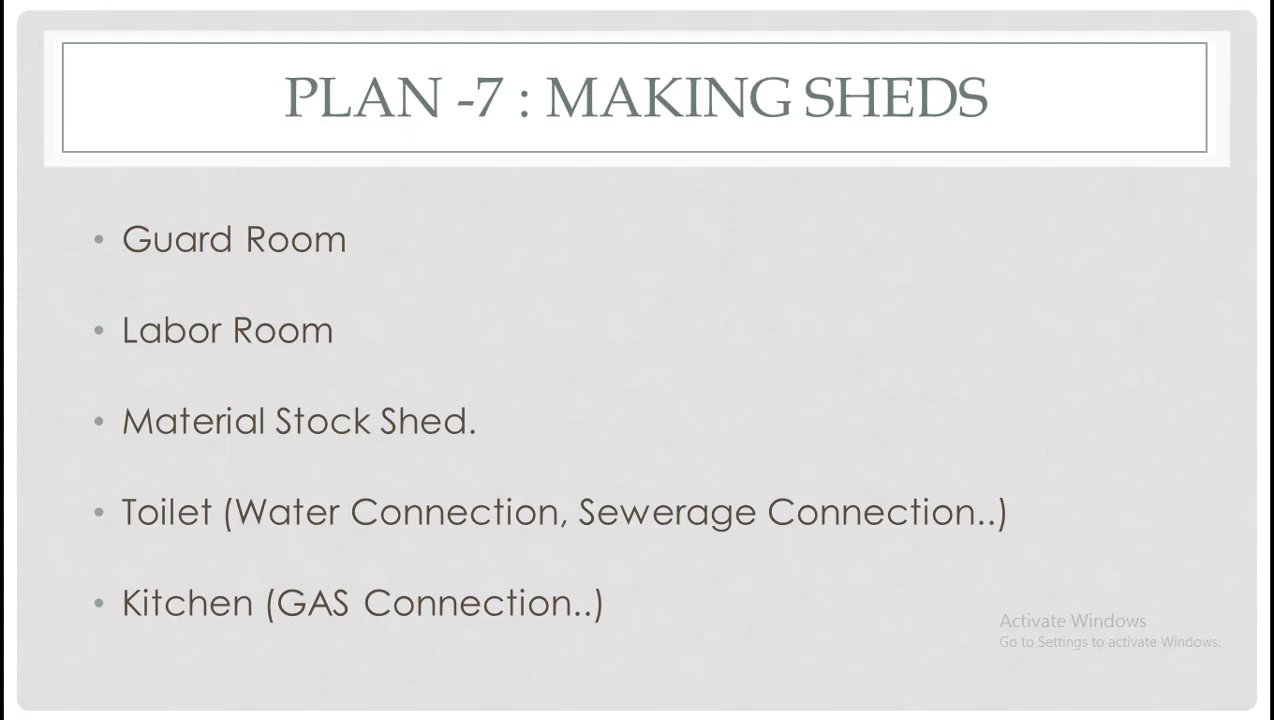 PLAN -7 : MAKING SHEDS
• Guard Room
• Labor Room
• Material Stock Shed.
• Toilet (Water Connection, Sewerage Connection..)
• Kitchen (GAS Connection..)
Activate Windows
Go to Settings to activate Windows.